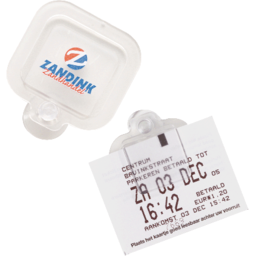 ZANDINK
CENTRUM
BAVINKSTRAAT
PARKEREN BETAALD TOT
ZA 03 DEC 05
16:42
BETAALD
EUR*1.20
AANKOMST 03 DEC 15:42
Plaats het kaartje goed leesbaar achter uw voorruit